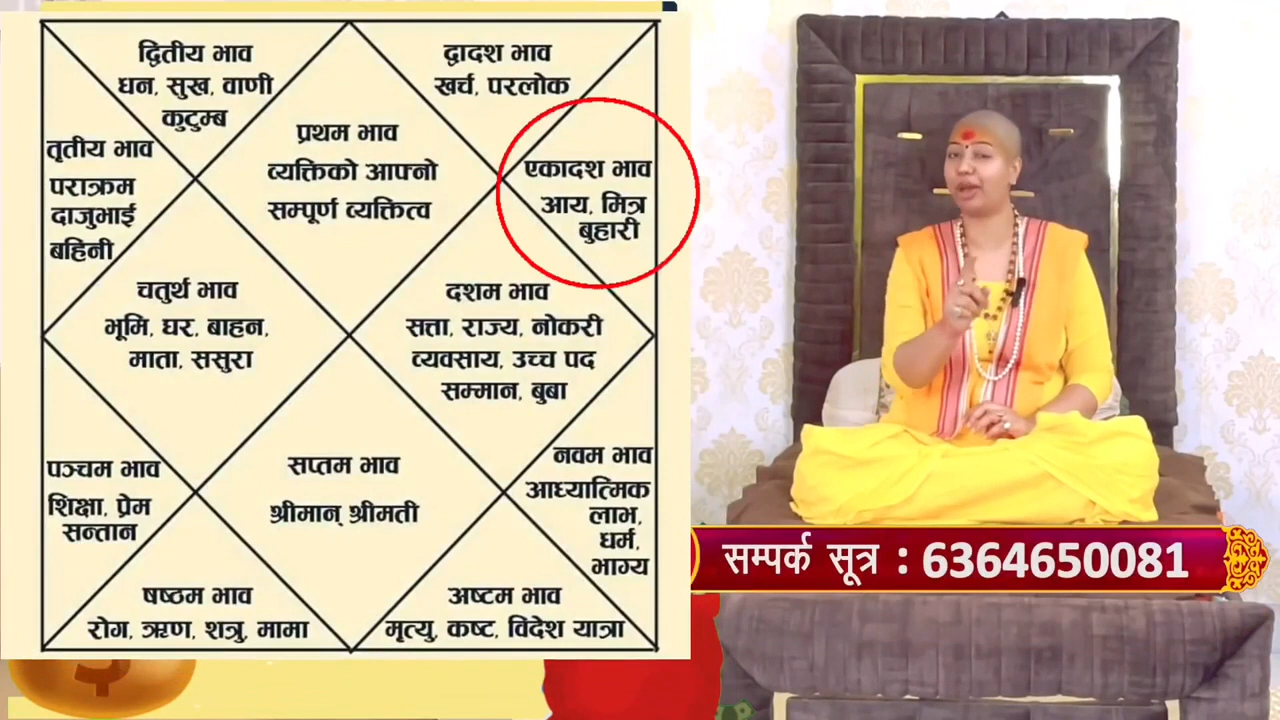 द्वितीय भाव
धन, सुख, वाणी
कुटुम्ब
द्वादश भाव
खर्च, परलोक
प्रथम भाव
व्यक्तिको आफ्नो
सम्पूर्ण व्यक्तित्व
तृतीय भाव
पराक्रम
दाजुभाई
बहिनी
एकादश भाव
आय, मित्र
बुहारी
चतुर्थ भाव
भूमि, घर, बाहन,
माता, ससुरा
दशम भाव
सत्ता, राज्य, नोकरी
व्यवसाय, उच्च पद
सम्मान, बुबा
पञ्चम भाव
शिक्षा, प्रेम
सन्तान
सप्तम भाव
श्रीमान् श्रीमती
नवम भाव
आध्यात्मिक
लाभ,
धर्म,
भाग्य
षष्ठम भाव
रोग, ऋण, शत्रु, मामा
अष्टम भाव
मृत्यु, कष्ट, विदेश यात्रा
सम्पर्क सूत्र : 6364650081